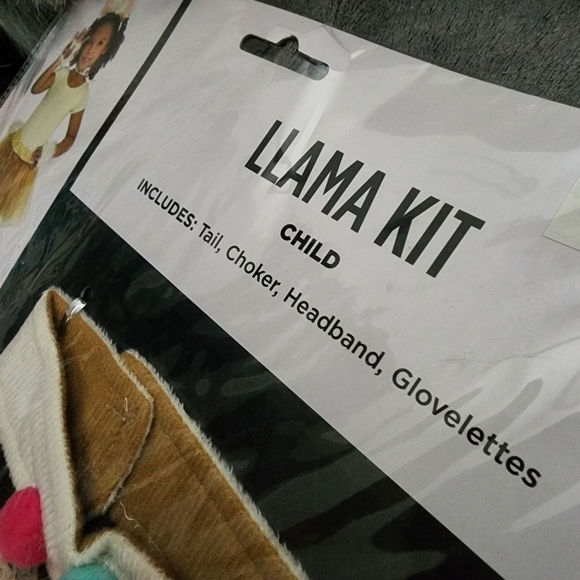 LLAMA KIT
CHILD
INCLUDES: Tail, Choker, Headband, Glovelettes